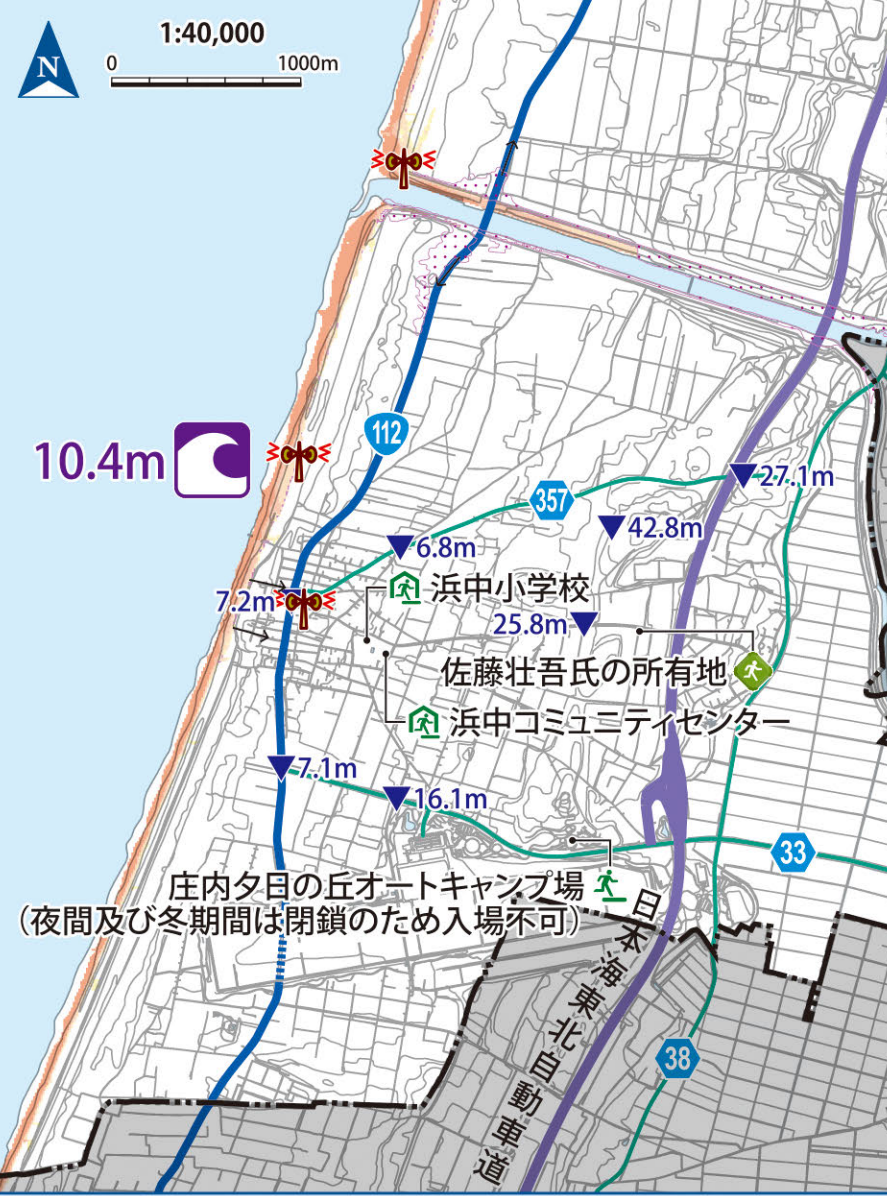 1:40,000
N
0 1000m
112
10.4m
357
27.1m
42.8m
6.8m
浜中小学校
7.2m
25.8m
佐藤壮吾氏の所有地
浜中コミュニティセンター
7.1m
16.1m
33
庄内夕日の丘オートキャンプ場
(夜間及び冬期間は閉鎖のため入場不可)
日本海東北自動車道
38